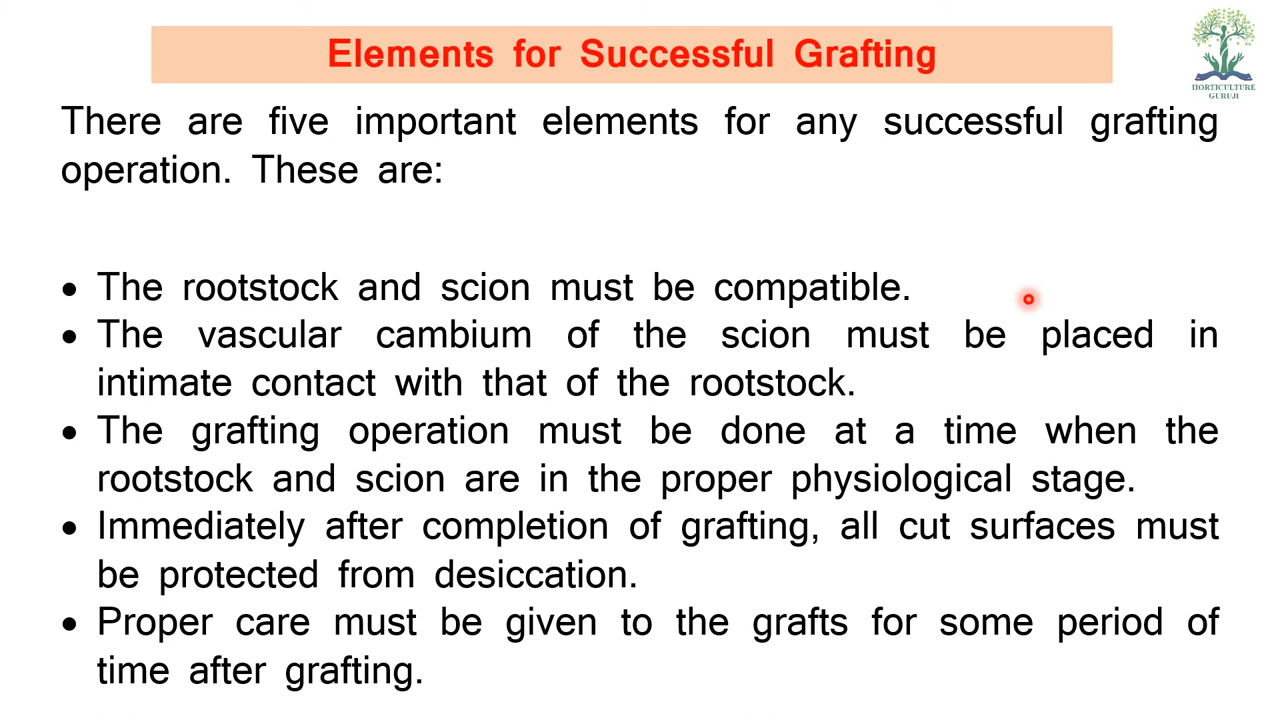 Elements for Successful Grafting
HORTICULTURE
GURUJI
There are five important elements for any successful grafting
operation. These are:
• The rootstock and scion must be compatible.
• The vascular cambium of the scion must be placed in
intimate contact with that of the rootstock.
• The grafting operation must be done at a time when the
rootstock and scion are in the proper physiological stage.
• Immediately after completion of grafting, all cut surfaces must
be protected from desiccation.
• Proper care must be given to the grafts for some period of
time after grafting.